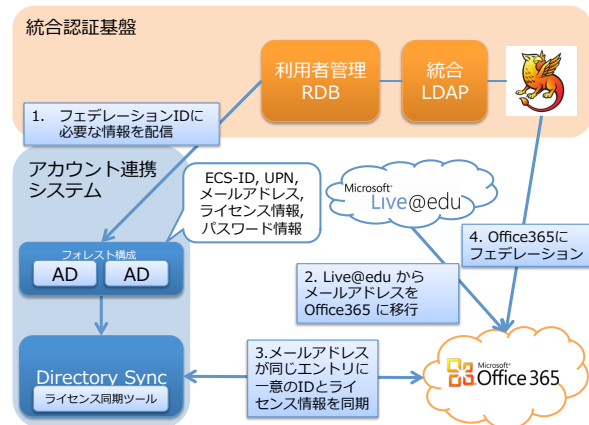 統合認証基盤
利用者管理
RDB
統合
LDAP
1. フェデレーションIDに
必要な情報を配信
アカウント連携
システム
ECS-ID, UPN,
メールアドレス,
ライセンス情報,
パスワード情報
Microsoft
Live@edu
4. Office365に
フェデレーション
フォレスト構成
AD
AD
2. Live@edu から
メールアドレスを
Office365 に移行
3.メールアドレス
が同じエントリに
一意のIDとライ
センス情報を同期
Directory Sync
ライセンス同期ツール
Microsoft
Office 365